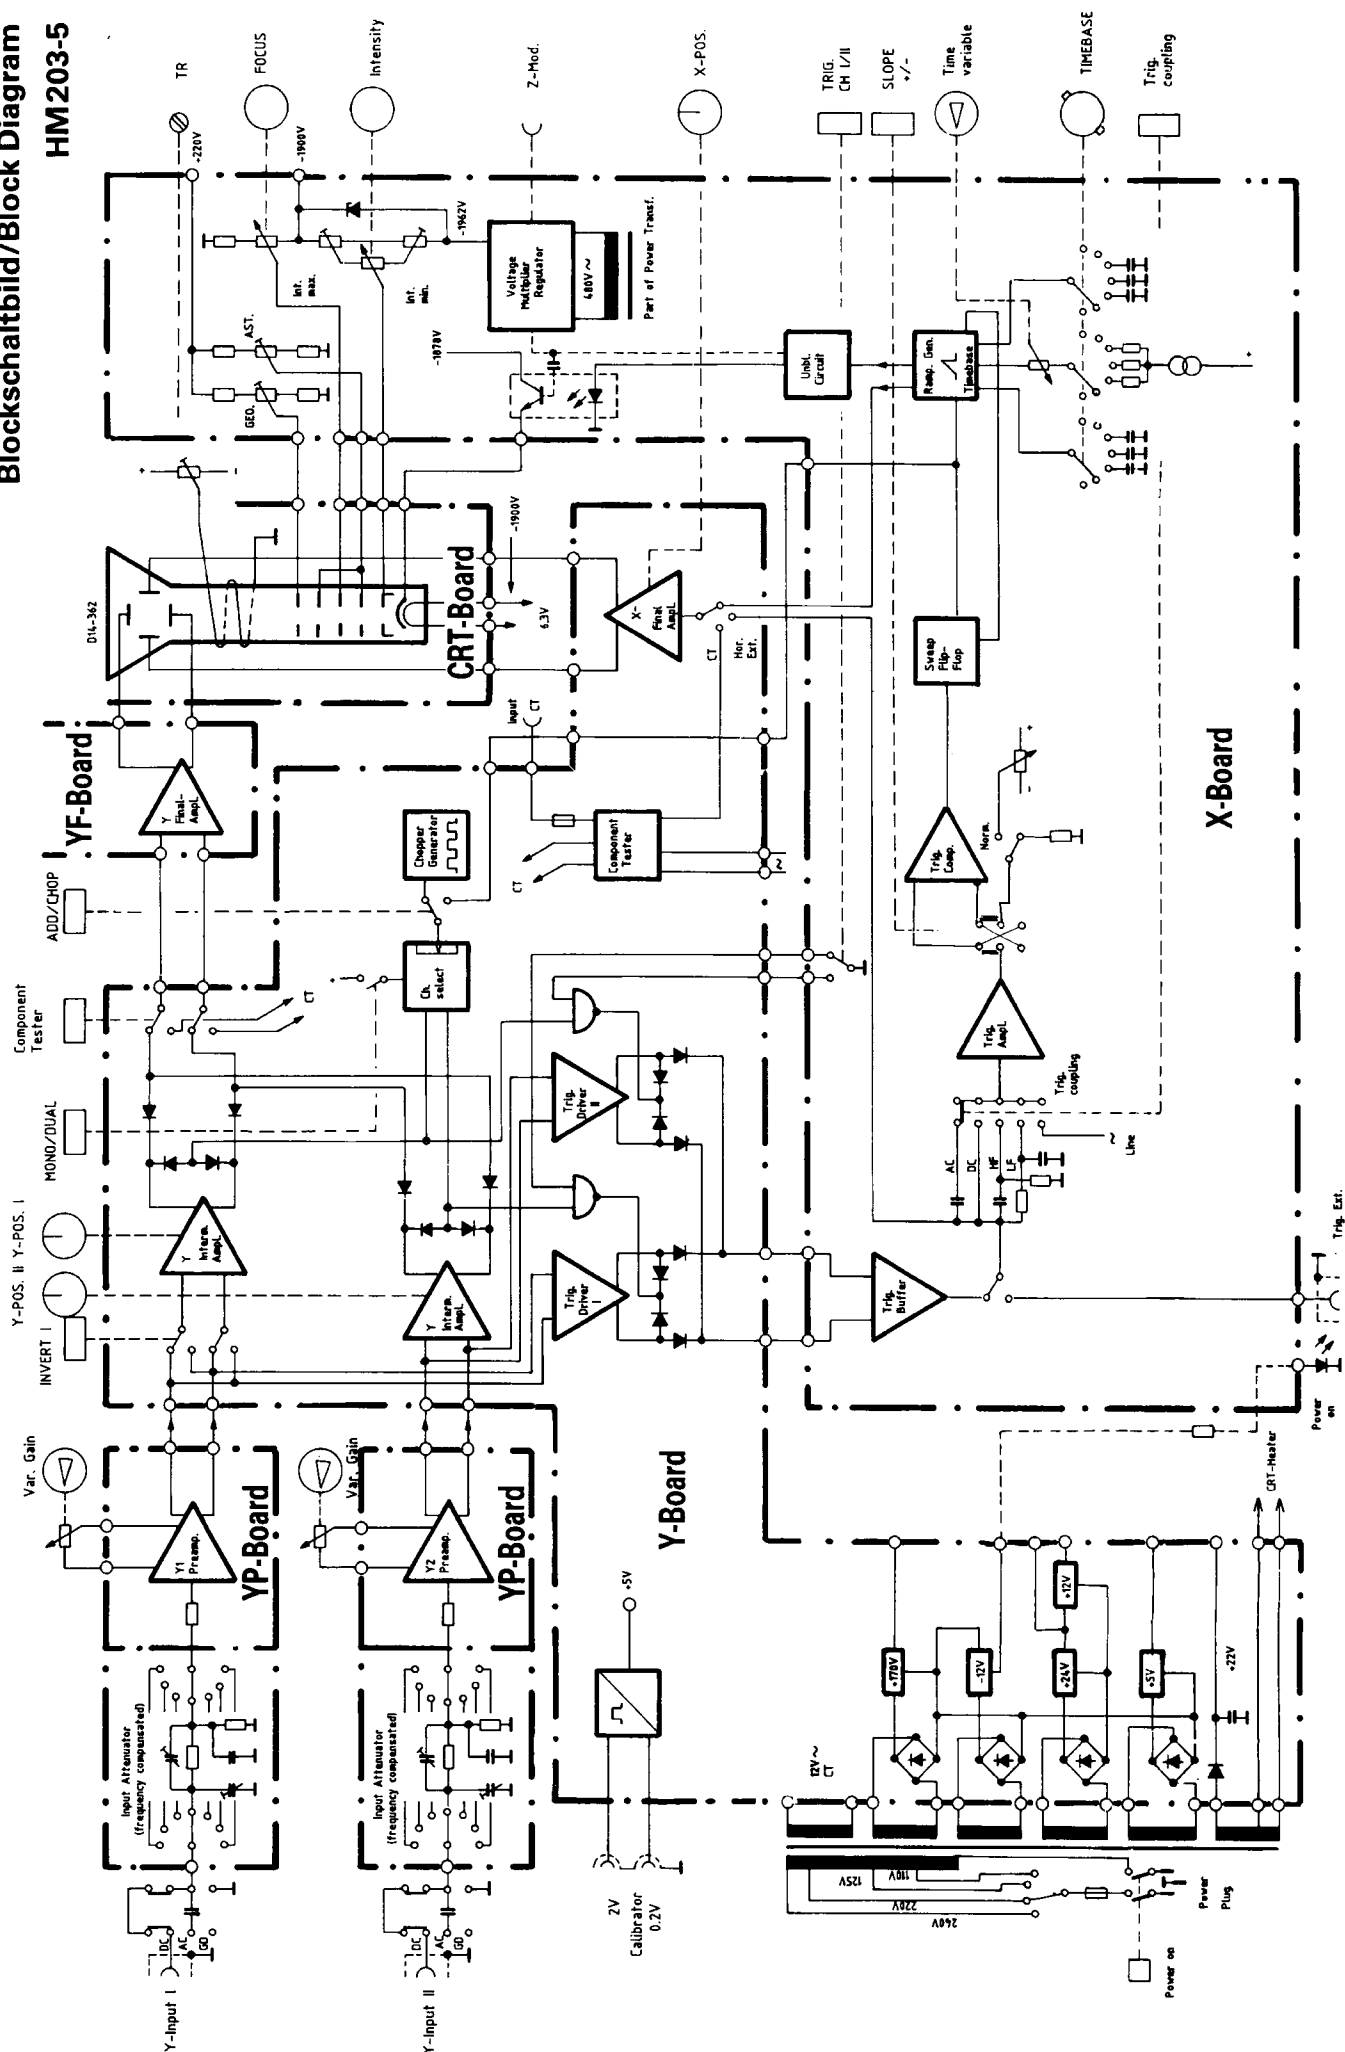 Blockschaltbild/Block Diagram
HM203-5
TR
FOCUS
Intensity
Z-Mod.
X-POS.
TRIG.
CH I/II
SLOPE
+/-
Time
variable
TIMEBASE
Trig.
coupling
+220V
-1900V
GEO.
AST.
Int.
max.
Int.
min.
-1962V
-1878V
Voltage
Multiplier
Regulator
480V~
Part of Power Transf.
Unbl.
Circuit
Ramp. Gen.
Timebase
+
-
+
C
D14-362
CRT-Board
-1900V
6,3V
X-
Final
Ampl.
CT
Hor.
Ext.
Sweep
Flip-
Flop
Input
CT
YF-Board
Y
Final-
Ampl.
Chopper
Generator
Component
Tester
CT
~
Trig.
Comp.
Norm.
+
-
X-Board
ADD/CHOP
Component
Tester
MONO/DUAL
CT
+
Ch.
select
Y-POS. II Y-POS. I
INVERT I
Y
Interm.
Ampl.
Y
Interm.
Ampl.
Trig.
Driver
II
Trig.
Driver
I
Trig.
Ampl.
Trig.
coupling
AC
DC
HF
LF
~
Line
Trig.
Buffer
Trig. Ext.
Power
on
Var. Gain
Y1
Preamp.
YP-Board
Var. Gain
Y2
Preamp.
YP-Board
Y-Board
CRT-Heater
Input Attenuator
(frequency compensated)
Input Attenuator
(frequency compensated)
+5V
+170V
-12V
+24V
+12V
+5V
+22V
12V~
CT
DC
AC
GD
Y-Input I
DC
AC
GD
Y-Input II
2V
Calibrator
0.2V
110V
125V
220V
240V
Power
Plug
Power on